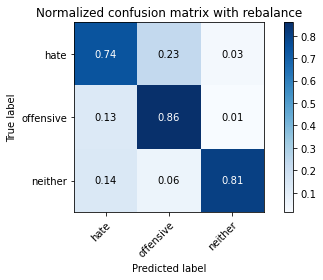 Normalized confusion matrix with rebalance
True label
hate 0.74 0.23 0.03
offensive 0.13 0.86 0.01
neither 0.14 0.06 0.81
hate offensive neither
Predicted label
0.8
0.7
0.6
0.5
0.4
0.3
0.2
0.1